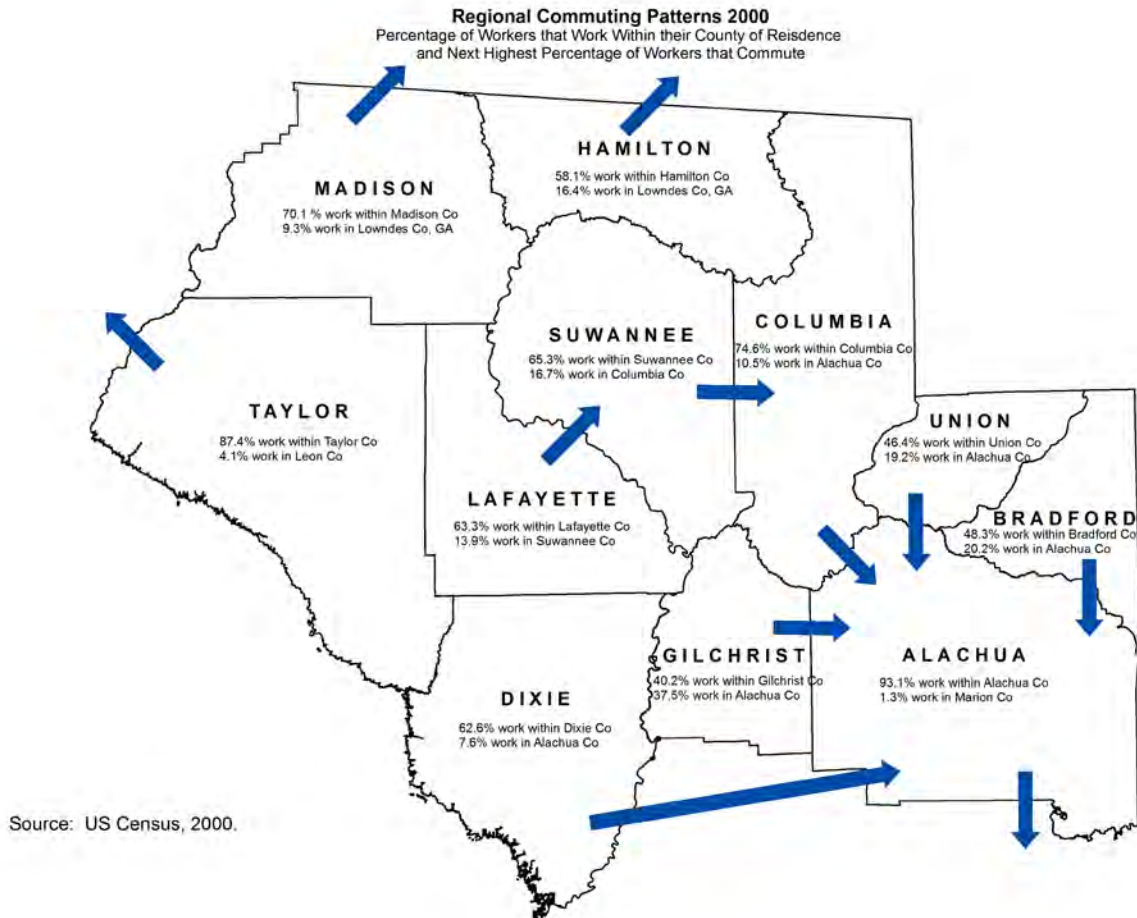 Regional Commuting Patterns 2000
Percentage of Workers that Work Within their County of Reisdence
and Next Highest Percentage of Workers that Commute
HAMILTON
58.1% work within Hamilton Co
16.4% work in Lowndes Co, GA
MADISON
70.1 % work within Madison Co
9.3% work in Lowndes Co, GA
SUWANNEE
65.3% work within Suwannee Co
16.7% work in Columbia Co
COLUMBIA
74.6% work within Columbia Co
10.5% work in Alachua Co
TAYLOR
87.4% work within Taylor Co
4.1% work in Leon Co
UNION
46.4% work within Union Co
19.2% work in Alachua Co
LAFAYETTE
63.3% work within Lafayette Co
13.9% work in Suwannee Co
BRADFORD
48.3% work within Bradford Co
20.2% work in Alachua Co
GILCHRIST
40.2% work within Gilchrist Co
37.5% work in Alachua Co
ALACHUA
93.1% work within Alachua Co
1.3% work in Marion Co
DIXIE
62.6% work within Dixie Co
7.6% work in Alachua Co
Source: US Census, 2000.